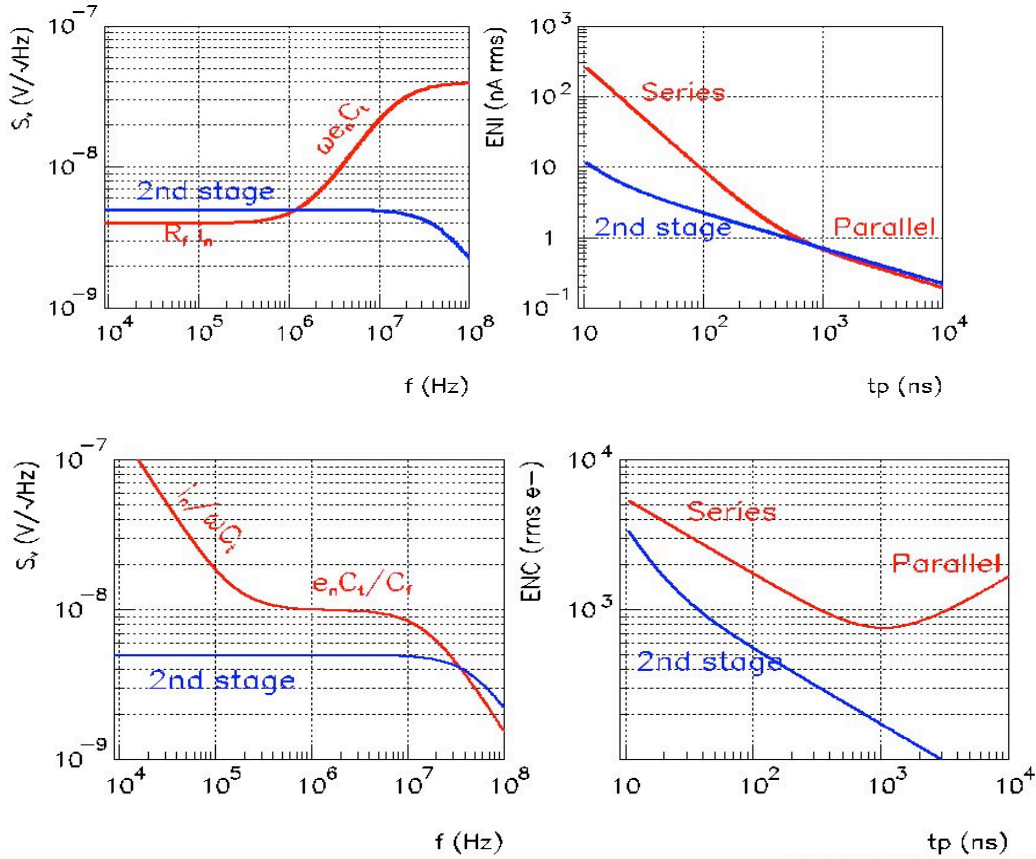 Sᵥ (V/√Hz)
10⁻⁷
10⁻⁸
10⁻⁹
ωeₙCₜ
2nd stage
R_f iₙ
10⁴ 10⁵ 10⁶ 10⁷ 10⁸
f (Hz)
ENI (nA rms)
10³
10²
10
1
10⁻¹
Series
2nd stage
Parallel
10 10² 10³ 10⁴
tp (ns)
Sᵥ (V/√Hz)
10⁻⁷
10⁻⁸
10⁻⁹
iₙ/ωC_f
eₙCₜ/C_f
2nd stage
10⁴ 10⁵ 10⁶ 10⁷ 10⁸
f (Hz)
ENC (rms e−)
10⁴
10³
Series
Parallel
2nd stage
10 10² 10³ 10⁴
tp (ns)